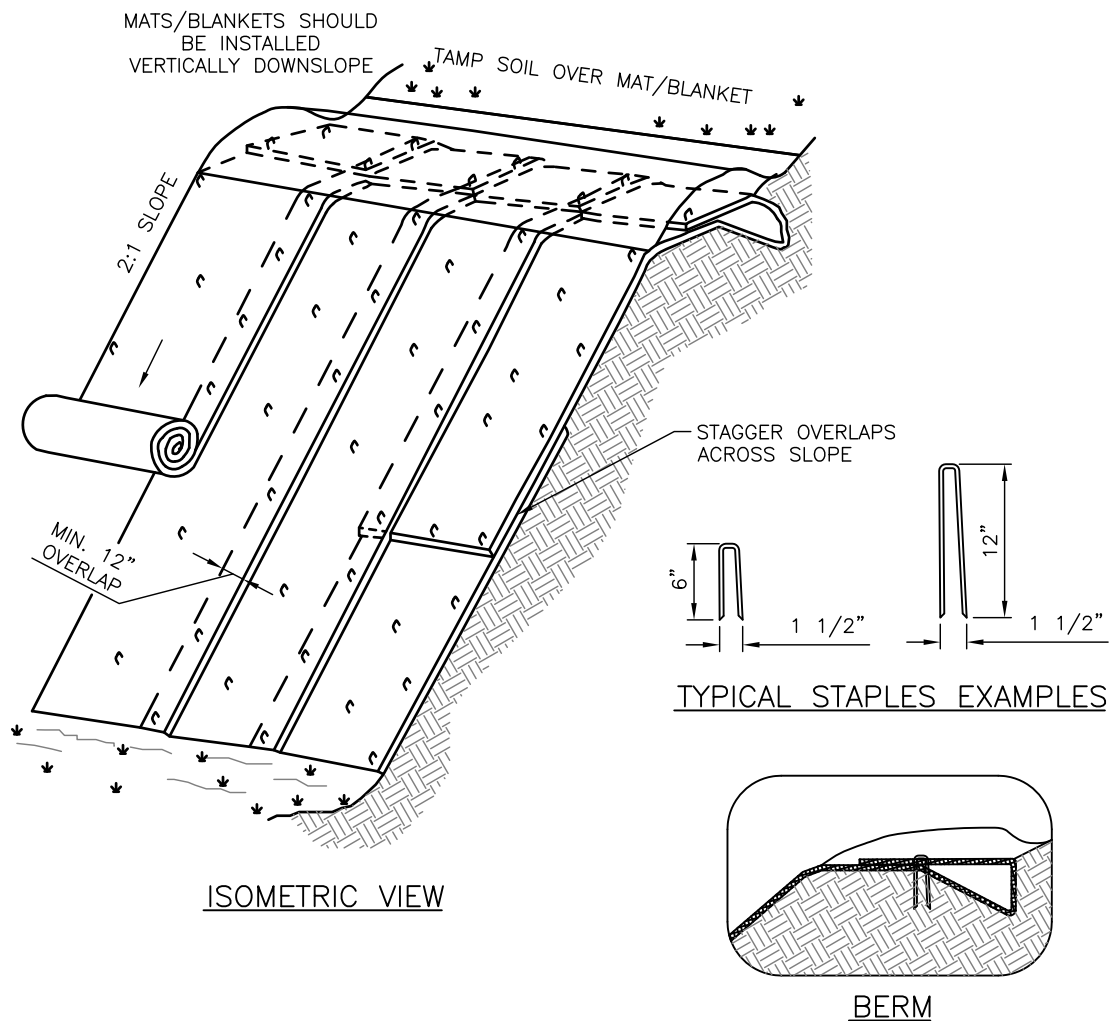 MATS/BLANKETS SHOULD
BE INSTALLED
VERTICALLY DOWNSLOPE
TAMP SOIL OVER MAT/BLANKET
2:1 SLOPE
STAGGER OVERLAPS
ACROSS SLOPE
MIN. 12"
OVERLAP
6"
12"
1 1/2"
1 1/2"
TYPICAL STAPLES EXAMPLES
ISOMETRIC VIEW
BERM